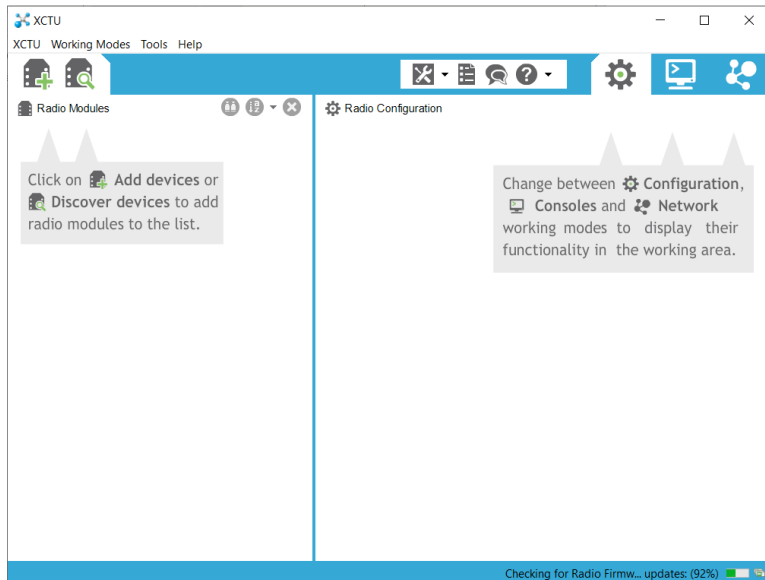 XCTU
XCTU Working Modes Tools Help
Radio Modules
Radio Configuration
Click on Add devices or
Discover devices to add
radio modules to the list.
Change between Configuration,
Consoles and Network
working modes to display their
functionality in the working area.
Checking for Radio Firmw... updates: (92%)